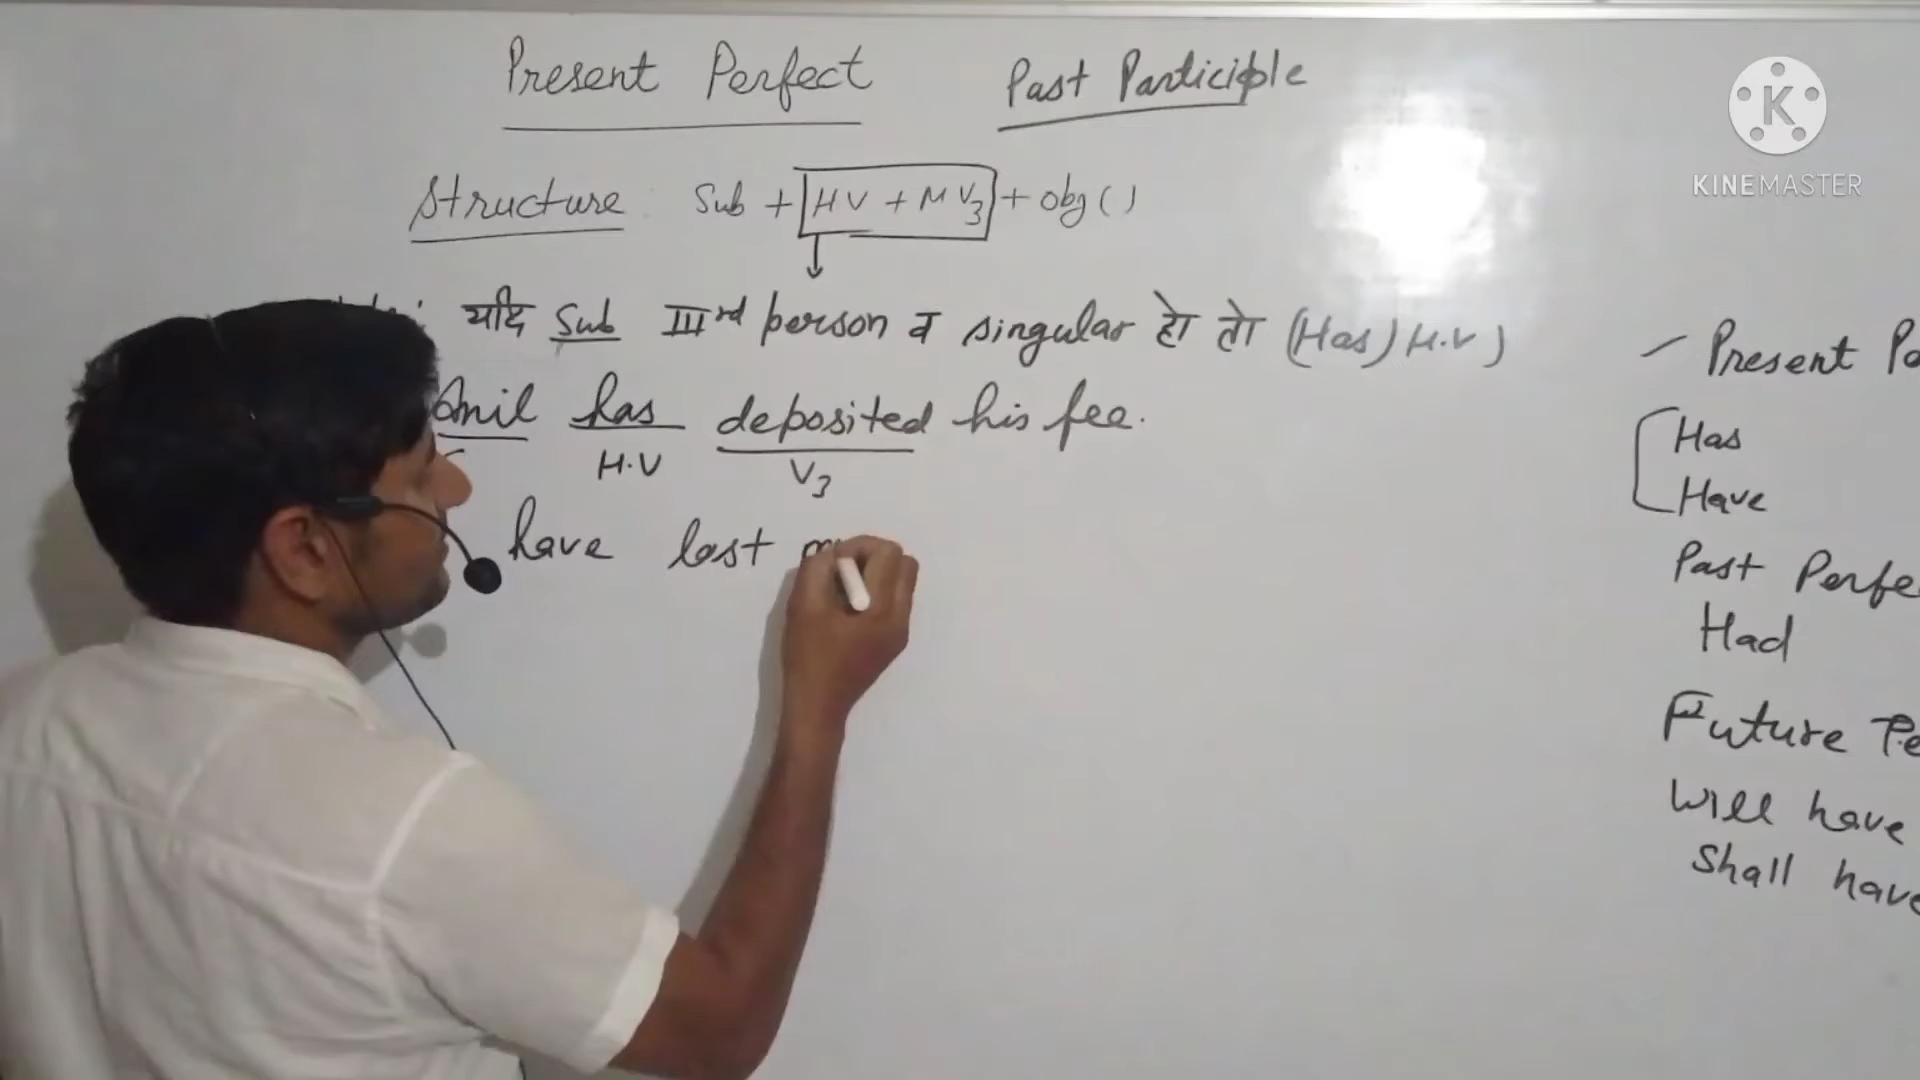 Present Perfect Past Participle
Structure: Sub + HV + MV3 + Obj ()
यदि Sub IIIrd person व singular हो तो (Has) H.V)
Anil has deposited his fee.
H.V V3
have lost
Present
Has
Have
Past Perfe
Had
Future Pe
Will have
Shall have
KINEMASTER